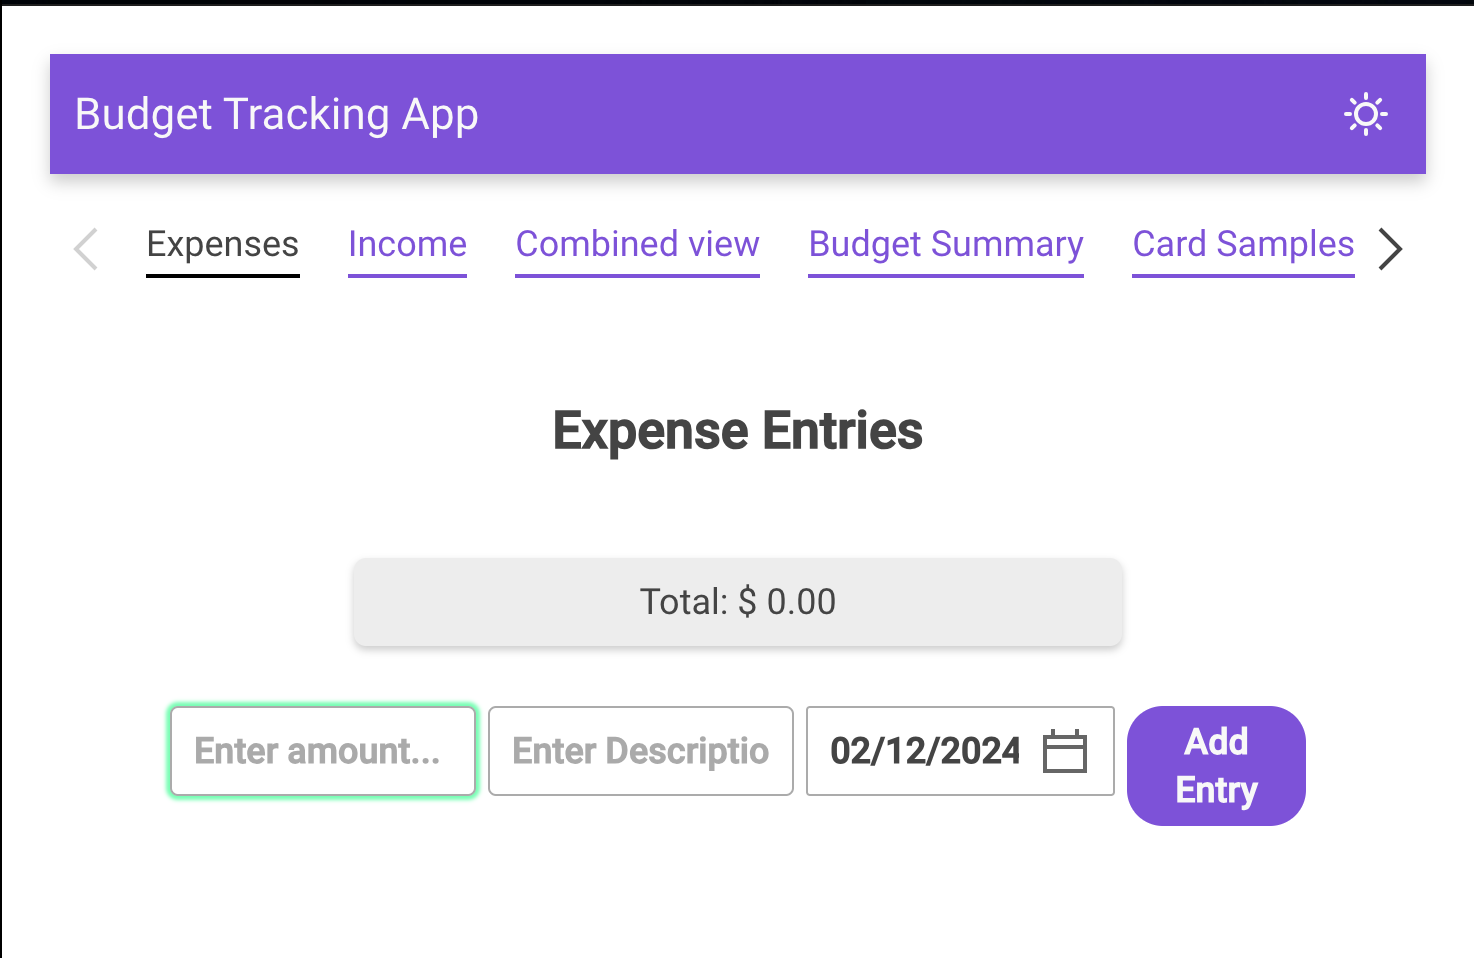 Budget Tracking App
Expenses Income Combined view Budget Summary Card Samples
Expense Entries
Total: $ 0.00
Enter amount... Enter Descriptio 02/12/2024 Add
Entry